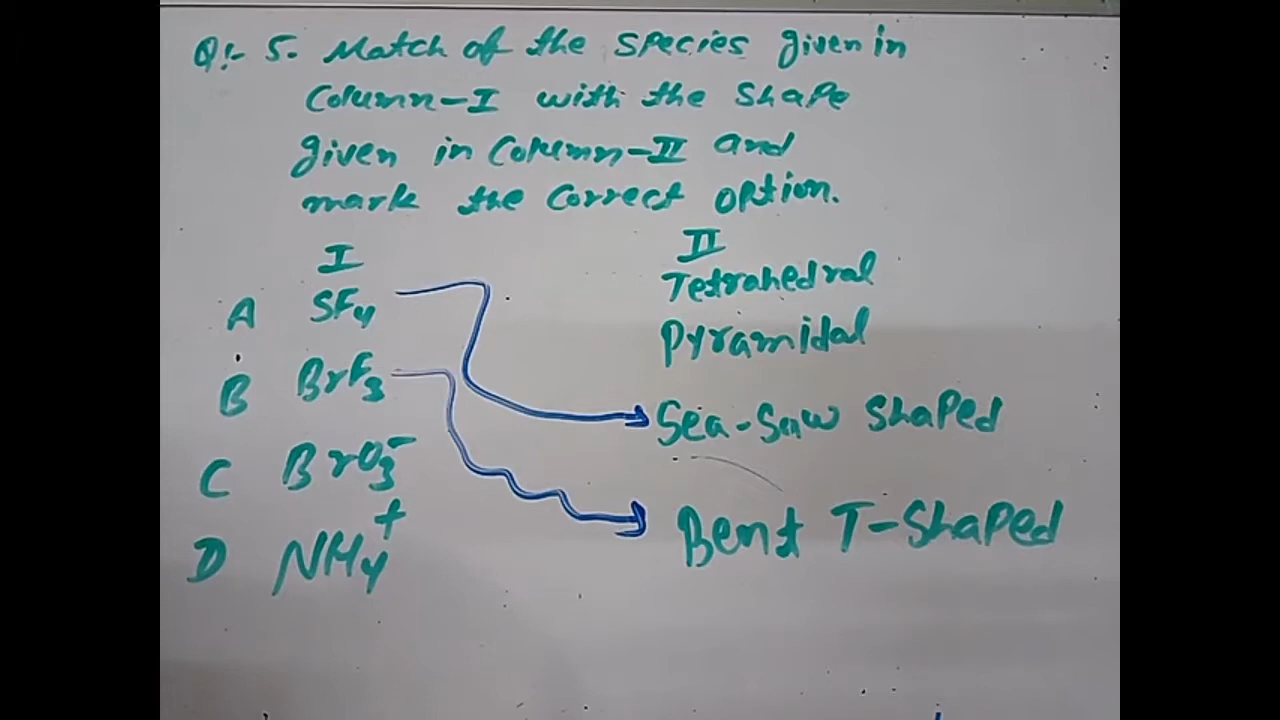 Q:- 5. Match of the species given in
Column-I with the shape
given in Column-II and
mark the correct option.
I
II
A SF4
Tetrahedral
Pyramidal
B BrF3
Sea-Saw shaped
C BrO3-
Bent T-shaped
D NH4+